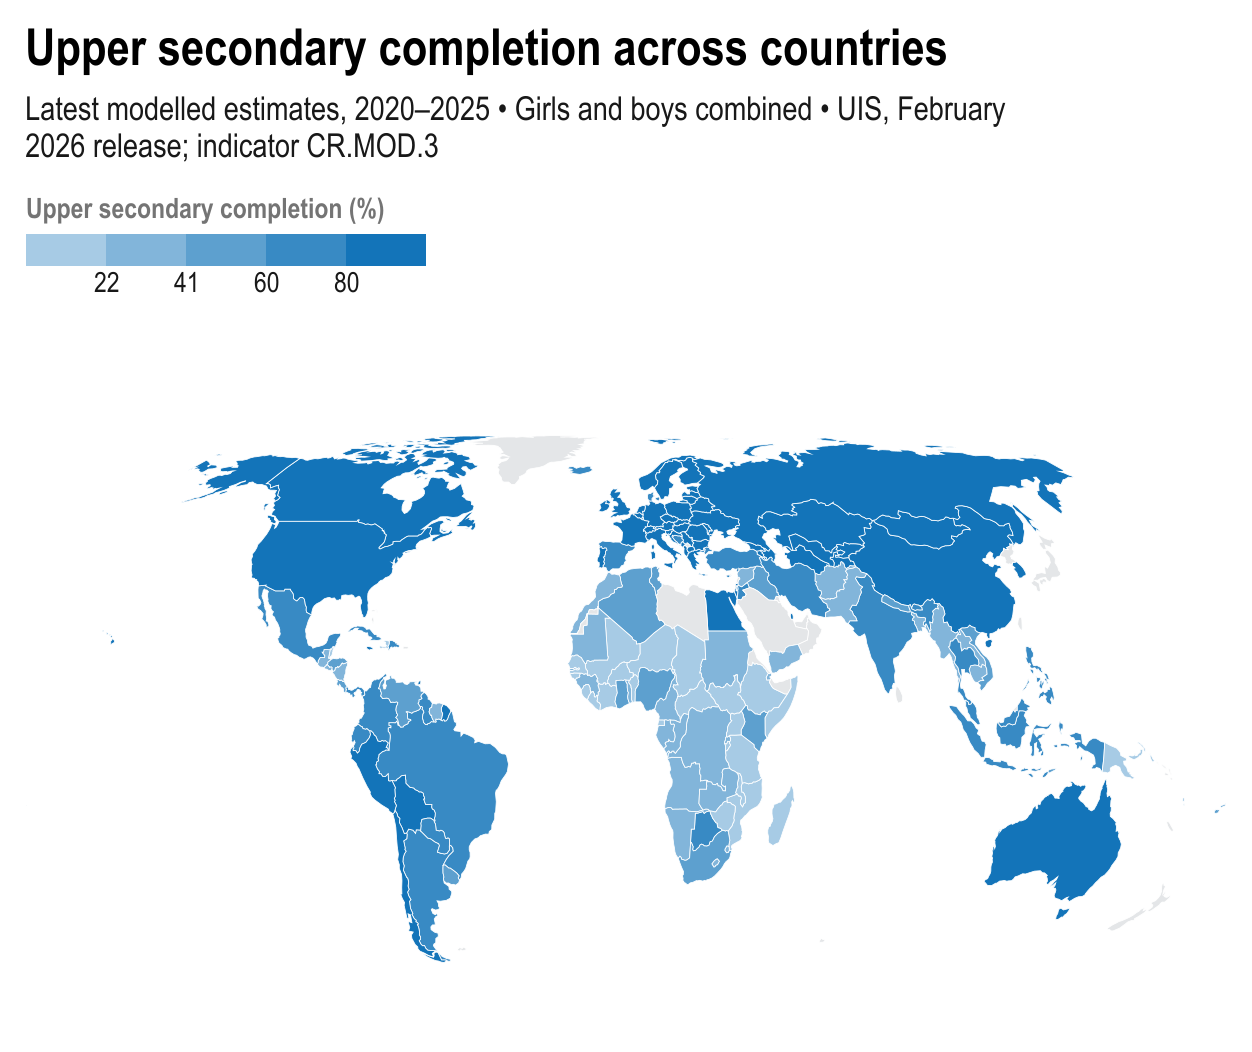 Upper secondary completion across countries
Latest modelled estimates, 2020–2025 • Girls and boys combined • UIS, February
2026 release; indicator CR.MOD.3
Upper secondary completion (%)
22 41 60 80